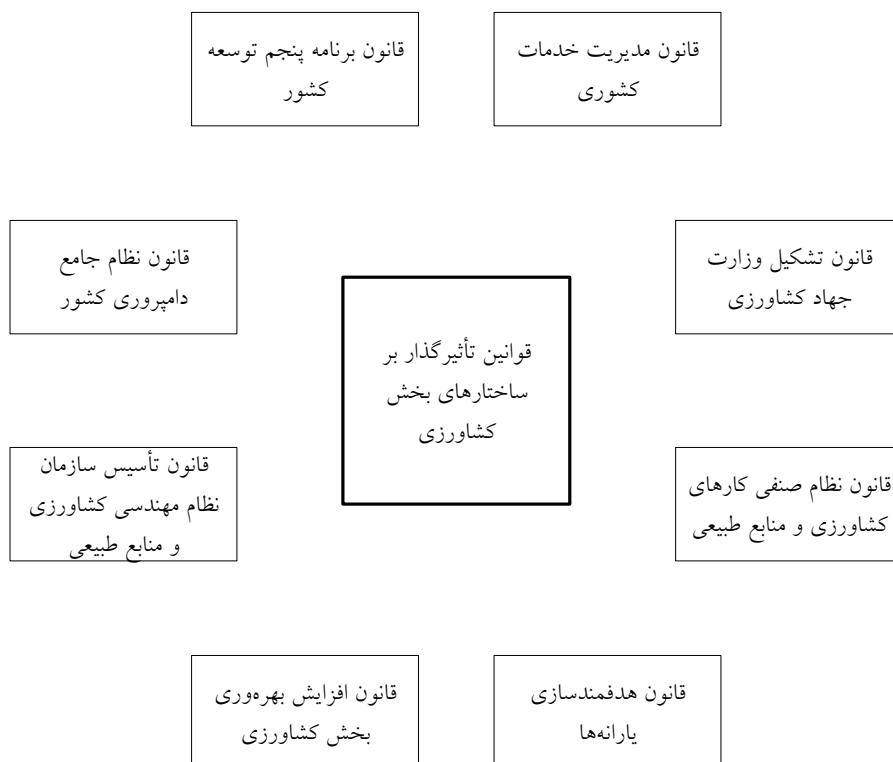 قانون مدیریت خدمات
کشوری
قانون برنامه پنجم توسعه
کشور
قانون تشکیل وزارت
جهاد کشاورزی
قانون نظام جامع
دامپروری کشور
قوانین تأثیرگذار بر
ساختارهای بخش
کشاورزی
قانون نظام صنفی کارهای
کشاورزی و منابع طبیعی
قانون تأسیس سازمان
نظام مهندسی کشاورزی
و منابع طبیعی
قانون هدفمندسازی
یارانه‌ها
قانون افزایش بهره‌وری
بخش کشاورزی